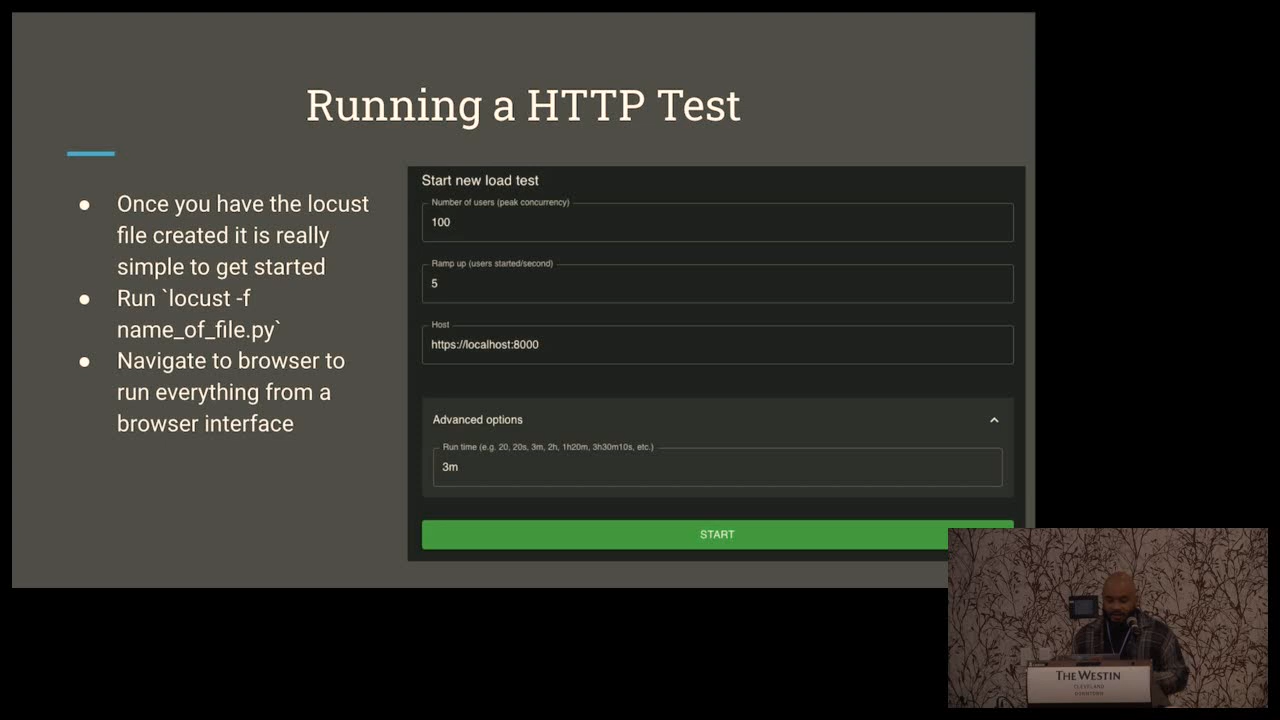 Running a HTTP Test
● Once you have the locust
file created it is really
simple to get started
● Run `locust -f
name_of_file.py`
● Navigate to browser to
run everything from a
browser interface
Start new load test
Number of users (peak concurrency)
100
Ramp up (users started/second)
5
Host
https://localhost:8000
Advanced options
Run time (e.g. 20, 20s, 3m, 2h, 1h20m, 3h30m10s, etc.)
3m
START
THE WESTIN
CLEVELAND
DOWNTOWN